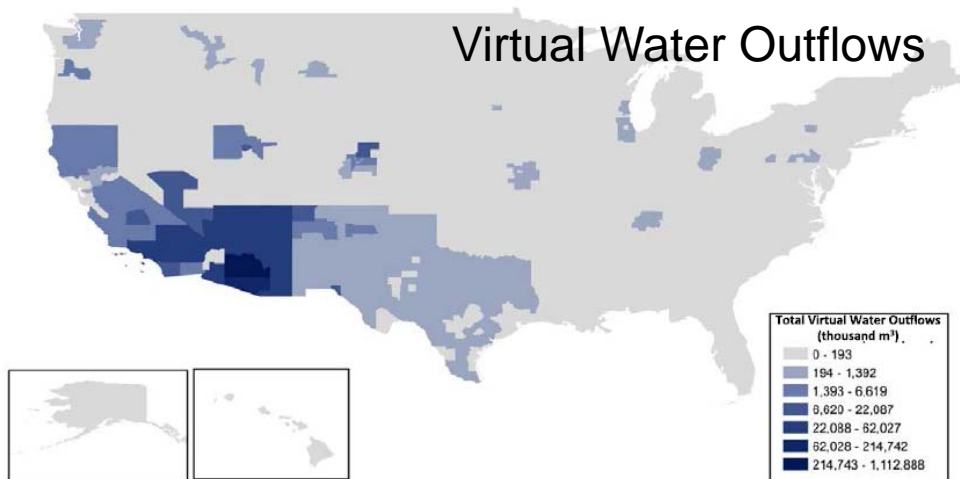 Virtual Water Outflows
Total Virtual Water Outflows
(thousand m³)
0 - 193
194 - 1,392
1,393 - 6,619
6,620 - 22,087
22,088 - 62,027
62,028 - 214,742
214,743 - 1,112,888